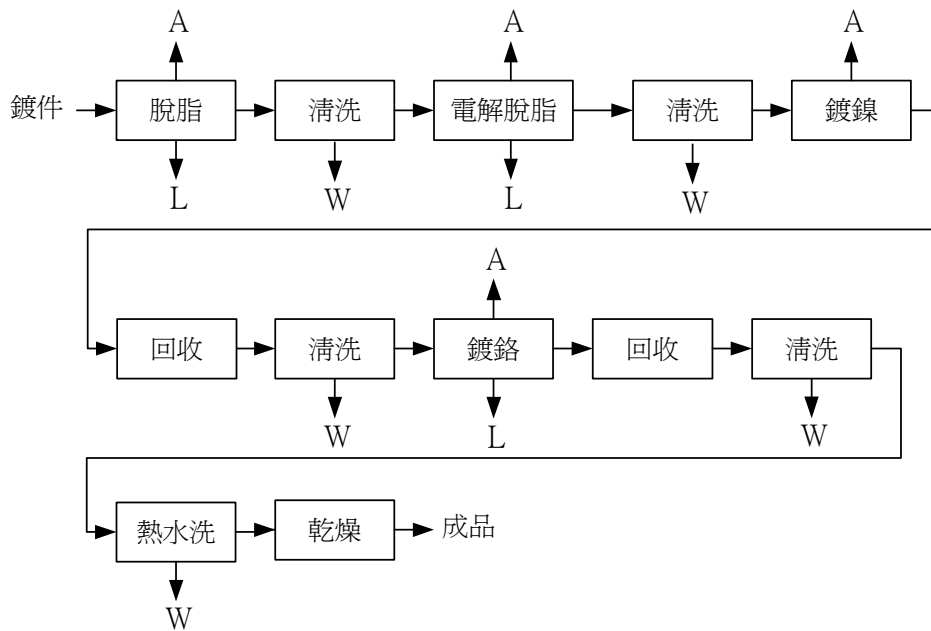 A A A
鍍件 脫脂 清洗 電解脫脂 清洗 鍍鎳
L W L W
A
回收 清洗 鍍鉻 回收 清洗
W L W
熱水洗 乾燥 成品
W